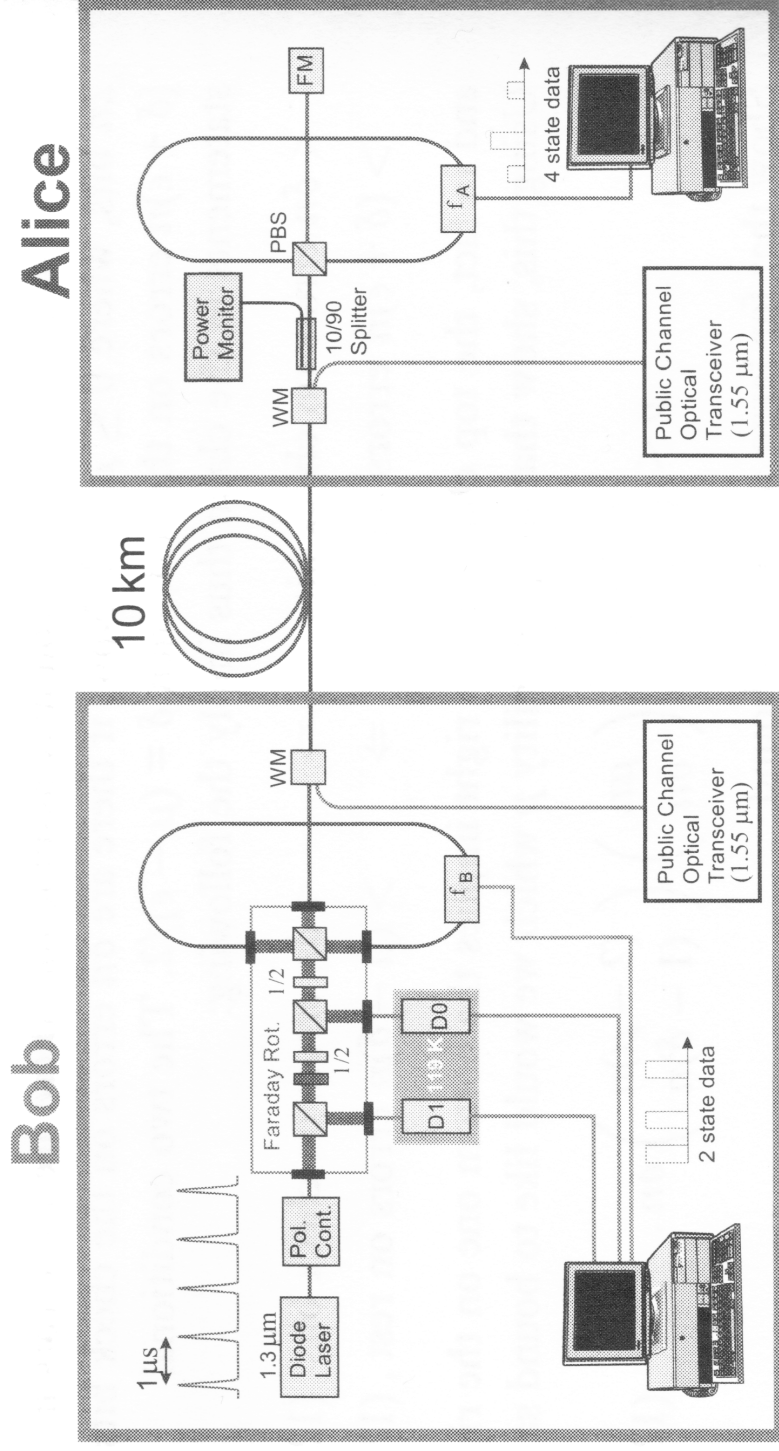 Bob
1 µs
1.3 µm
Diode
Laser
Pol.
Cont.
Faraday Rot.
1/2
1/2
D1
D0
119 K
f B
2 state data
WM
Public Channel
Optical
Transceiver
(1.55 µm)
10 km
Alice
WM
Power
Monitor
10/90
Splitter
PBS
FM
f A
4 state data
Public Channel
Optical
Transceiver
(1.55 µm)